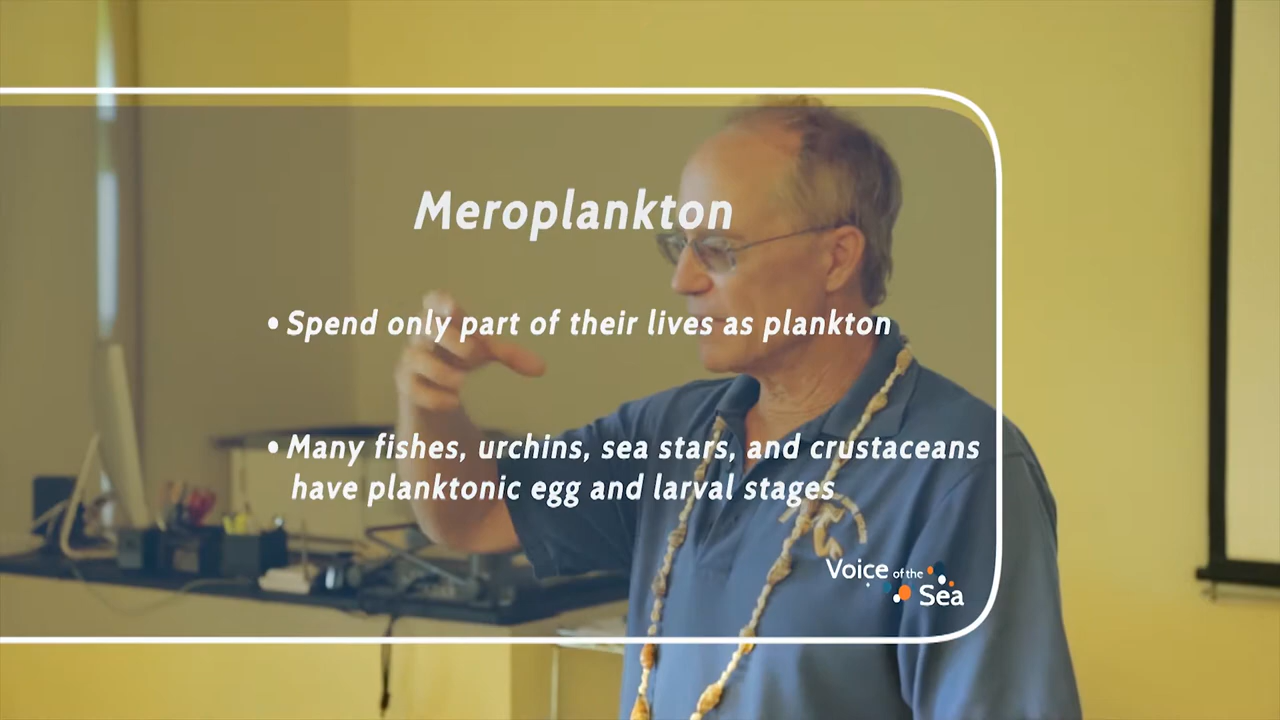 Meroplankton
• Spend only part of their lives as plankton
• Many fishes, urchins, sea stars, and crustaceans
have planktonic egg and larval stages
Voice of the
Sea